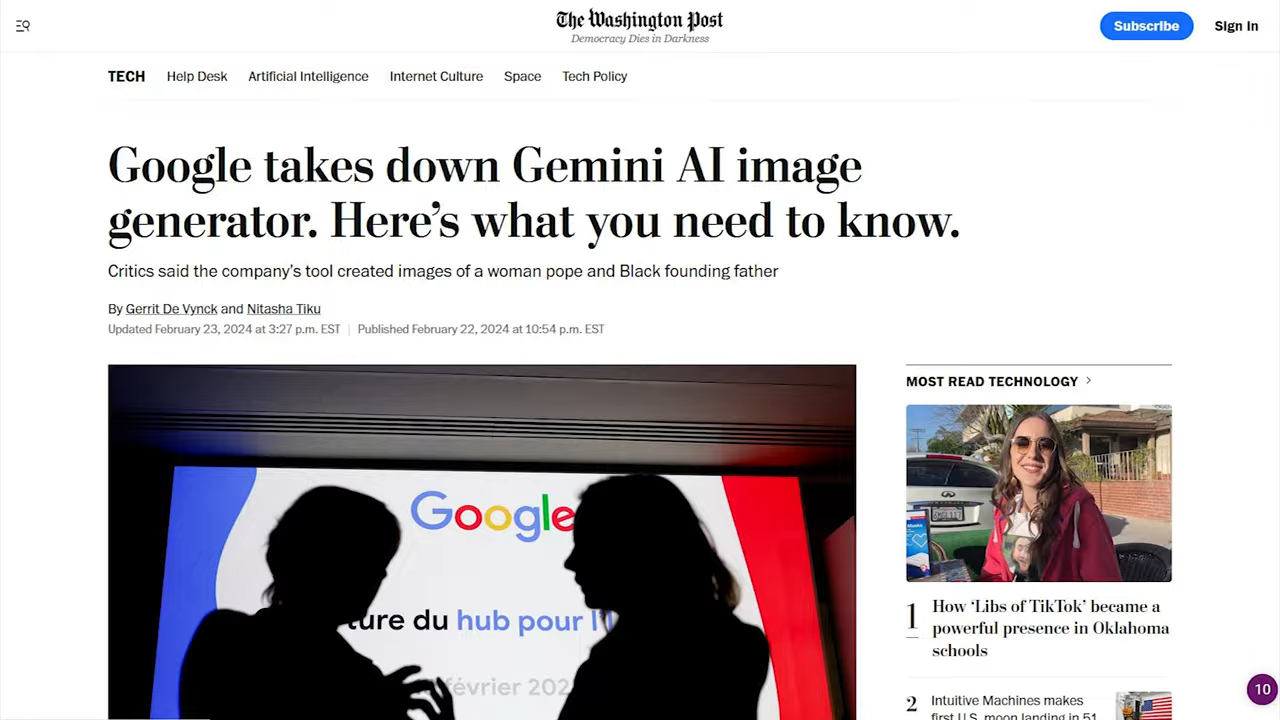 The Washington Post
Democracy Dies in Darkness
Subscribe
Sign In
TECH Help Desk Artificial Intelligence Internet Culture Space Tech Policy
Google takes down Gemini AI image
generator. Here's what you need to know.
Critics said the company's tool created images of a woman pope and Black founding father
By Gerrit De Vynck and Nitasha Tiku
Updated February 23, 2024 at 3:27 p.m. EST | Published February 22, 2024 at 10:54 p.m. EST
Google
ture du hub pour l'I
février 202
MOST READ TECHNOLOGY >
1 How 'Libs of TikTok' became a
powerful presence in Oklahoma
schools
2 Intuitive Machines makes
first U.S. moon landing in 51
10